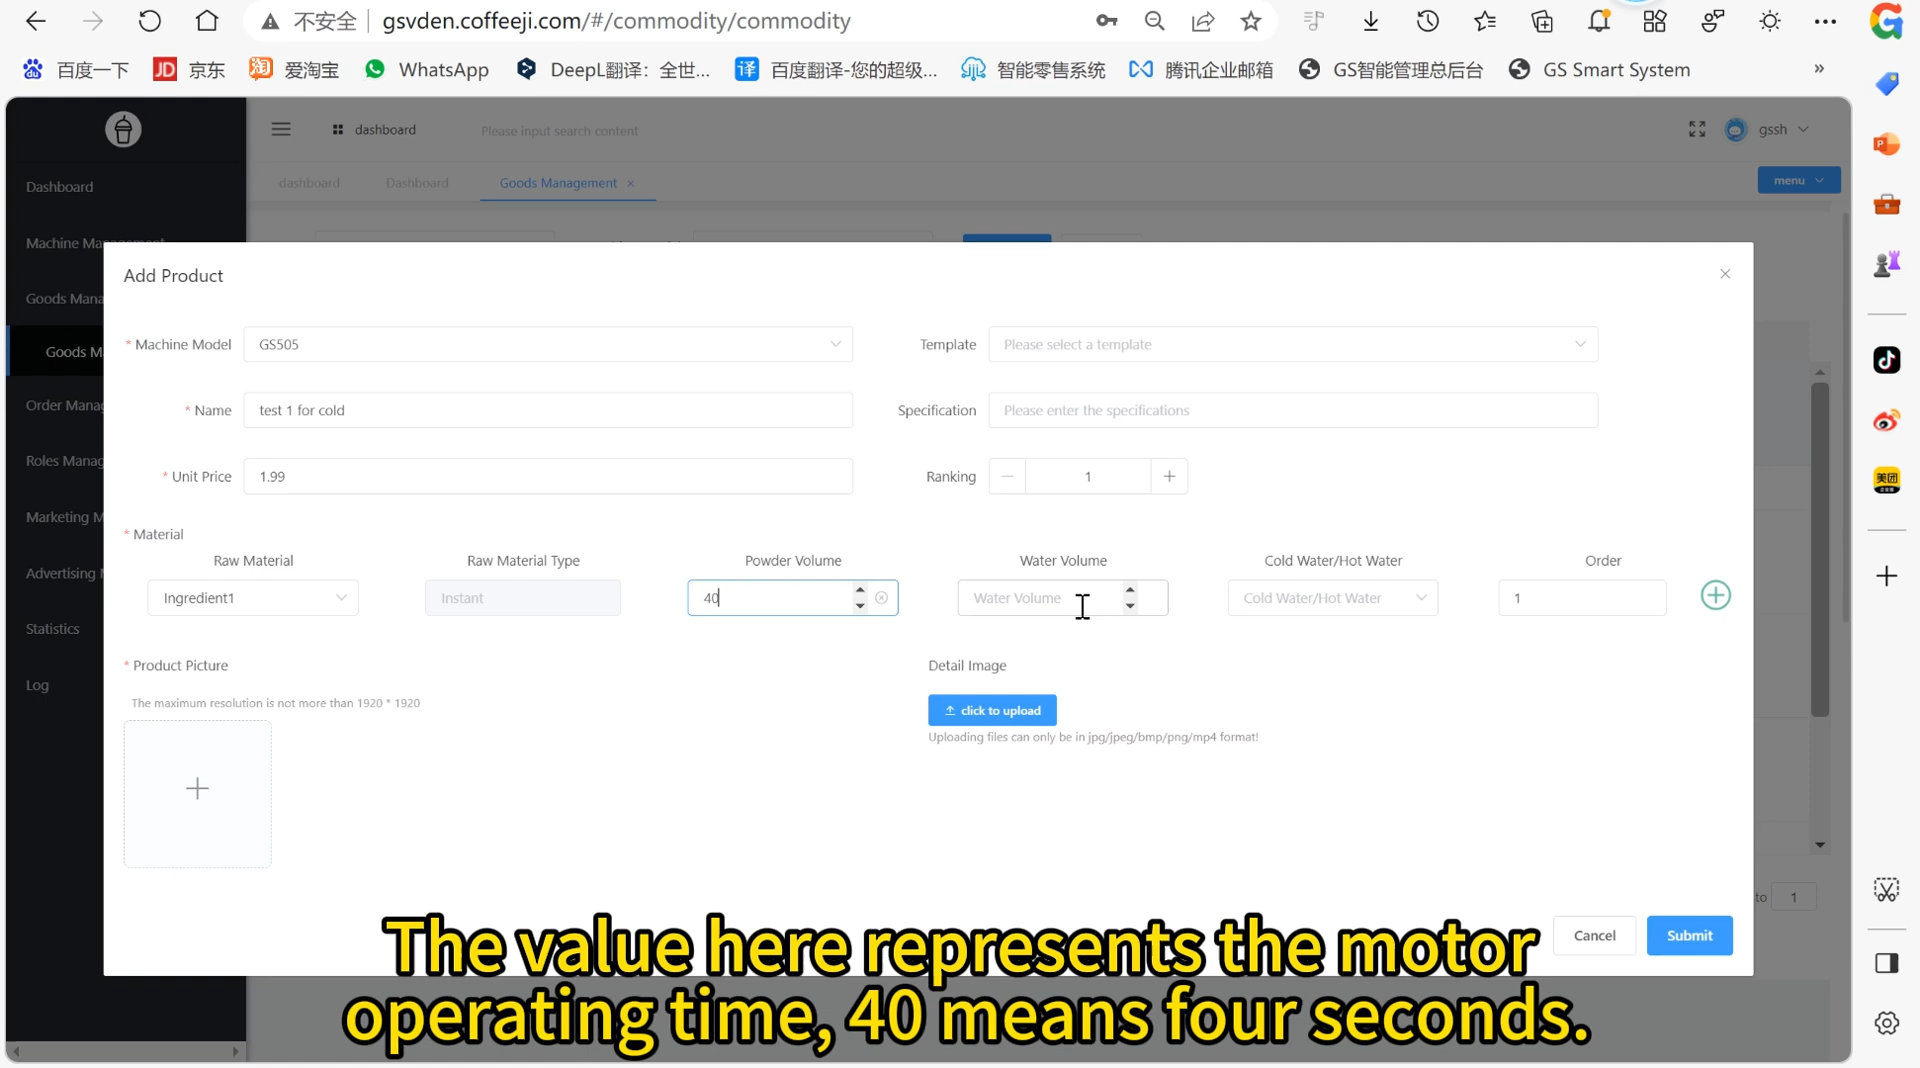 不安全 gsvden.coffeeji.com/#/commodity/commodity
百度一下 JD 京东 淘 爱淘宝 WhatsApp DeepL翻译：全世... 译 百度翻译-您的超级... 智能零售系统 腾讯企业邮箱 GS智能管理总后台 GS Smart System »
dashboard Please input search content gssh
dashboard Dashboard Goods Management × menu
Dashboard
Machine Management
Goods Mana
Goods M
Order Manag
Roles Manag
Marketing M
Advertising
Statistics
Log
Add Product
* Machine Model GS505 Template Please select a template
* Name test 1 for cold Specification Please enter the specifications
* Unit Price 1.99 Ranking 1
* Material
Raw Material Raw Material Type Powder Volume Water Volume Cold Water/Hot Water Order
Ingredient1 Instant 40 Water Volume Cold Water/Hot Water 1
* Product Picture Detail Image
The maximum resolution is not more than 1920 * 1920
click to upload
Uploading files can only be in jpg/jpeg/bmp/png/mp4 format!
to 1
Cancel Submit
The value here represents the motor
operating time, 40 means four seconds.
美团